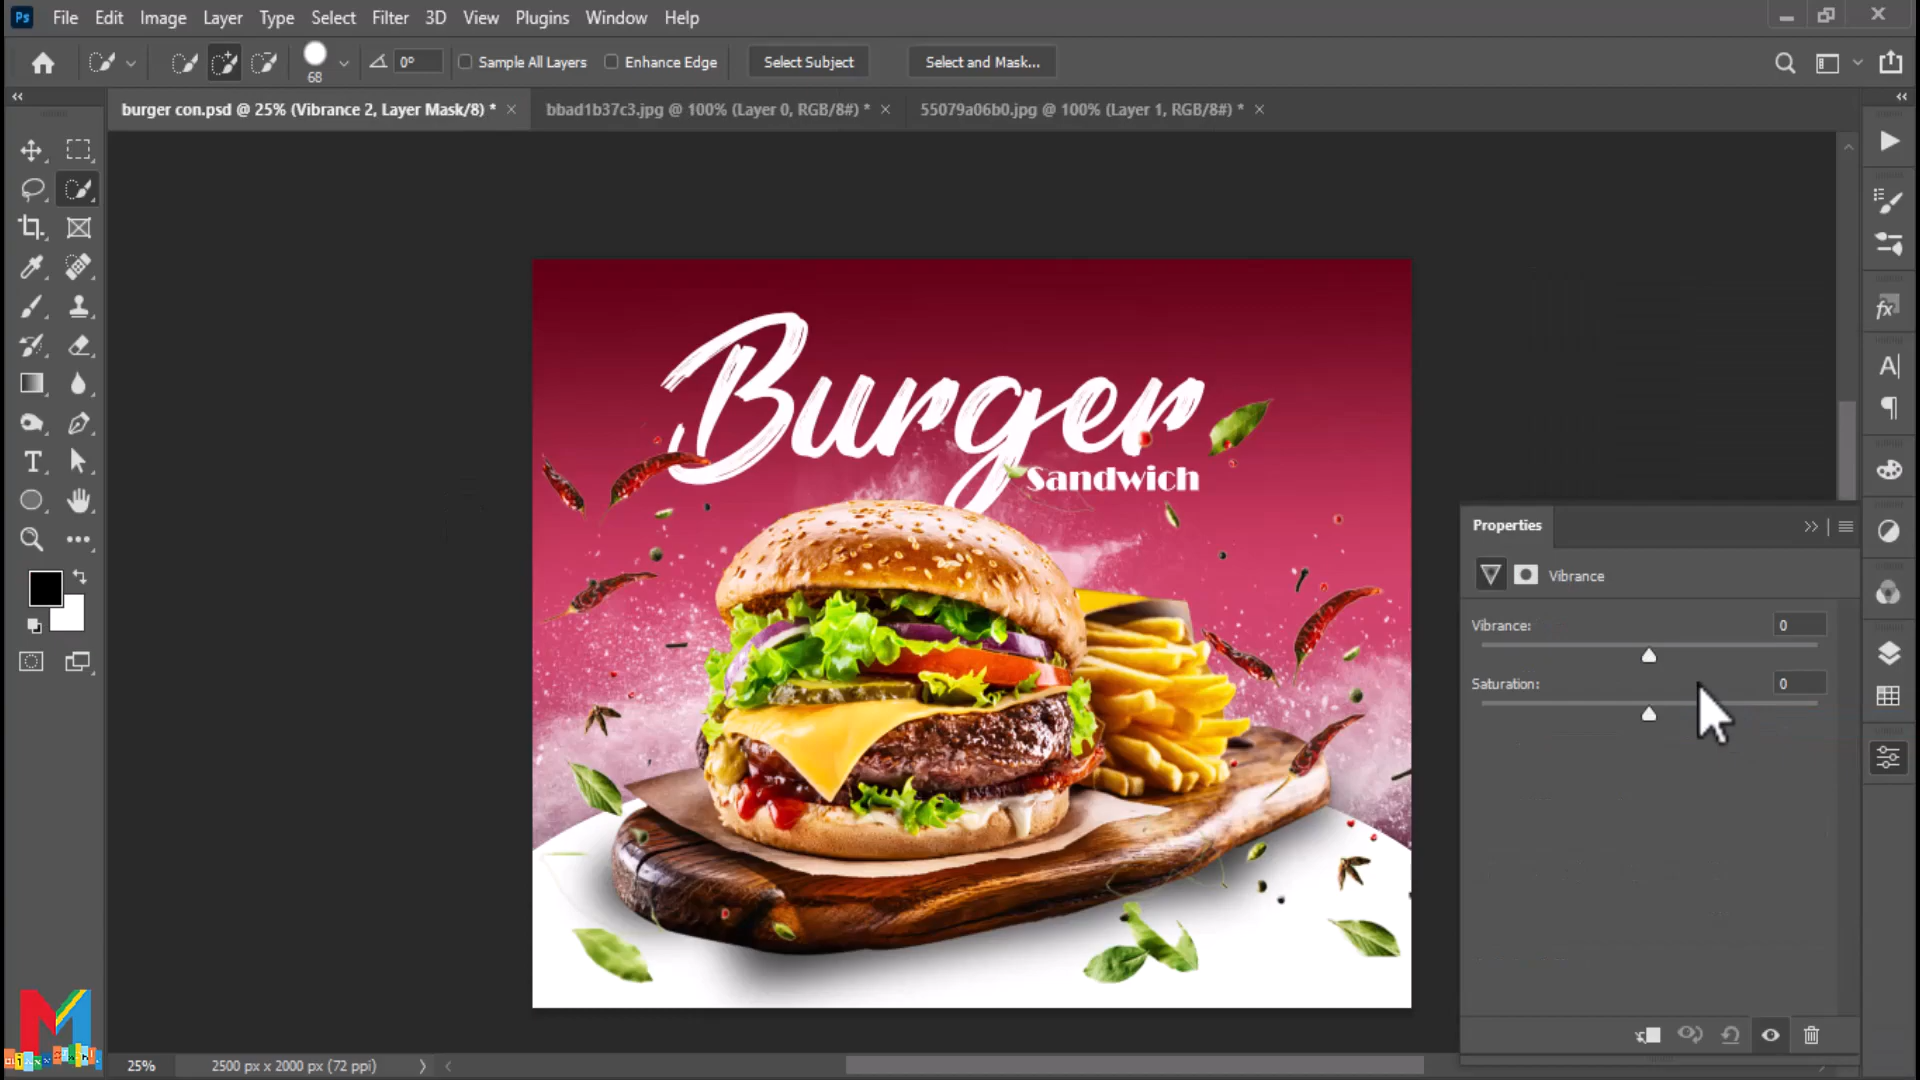 Ps File Edit Image Layer Type Select Filter 3D View Plugins Window Help
68 0° Sample All Layers Enhance Edge Select Subject Select and Mask...
burger con.psd @ 25% (Vibrance 2, Layer Mask/8) * bbad1b37c3.jpg @ 100% (Layer 0, RGB/8#) * 55079a06b0.jpg @ 100% (Layer 1, RGB/8#) *
Burger
Sandwich
Properties
Vibrance
Vibrance: 0
Saturation: 0
25% 2500 px x 2000 px (72 ppi)